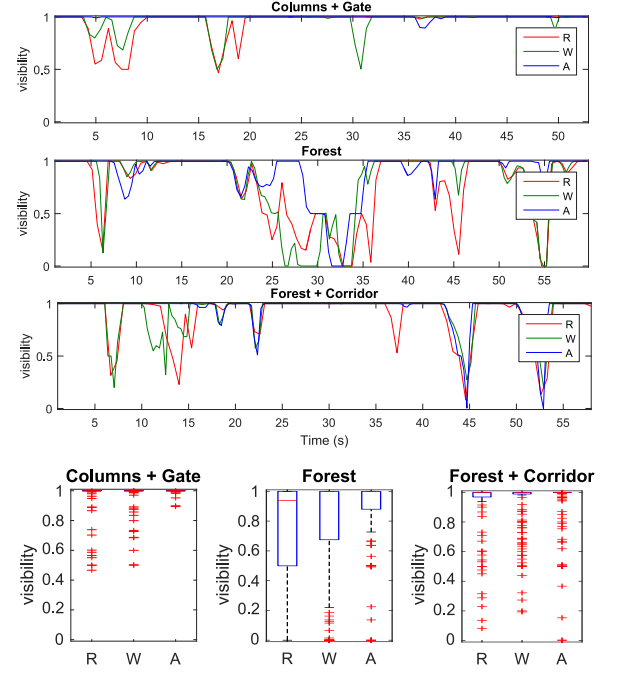 Columns + Gate
visibility
1
0,5
0
5 10 15 20 25 30 35 40 45 50
R
W
A
Forest
visibility
1
0,5
0
5 10 15 20 25 30 35 40 45 50 55
R
W
A
Forest + Corridor
visibility
1
0,5
0
5 10 15 20 25 30 35 40 45 50 55
R
W
A
Time (s)
Columns + Gate
visibility
1
0.8
0.6
0.4
0.2
0
R W A
Forest
visibility
1
0.8
0.6
0.4
0.2
0
R W A
Forest + Corridor
visibility
1
0.8
0.6
0.4
0.2
0
R W A